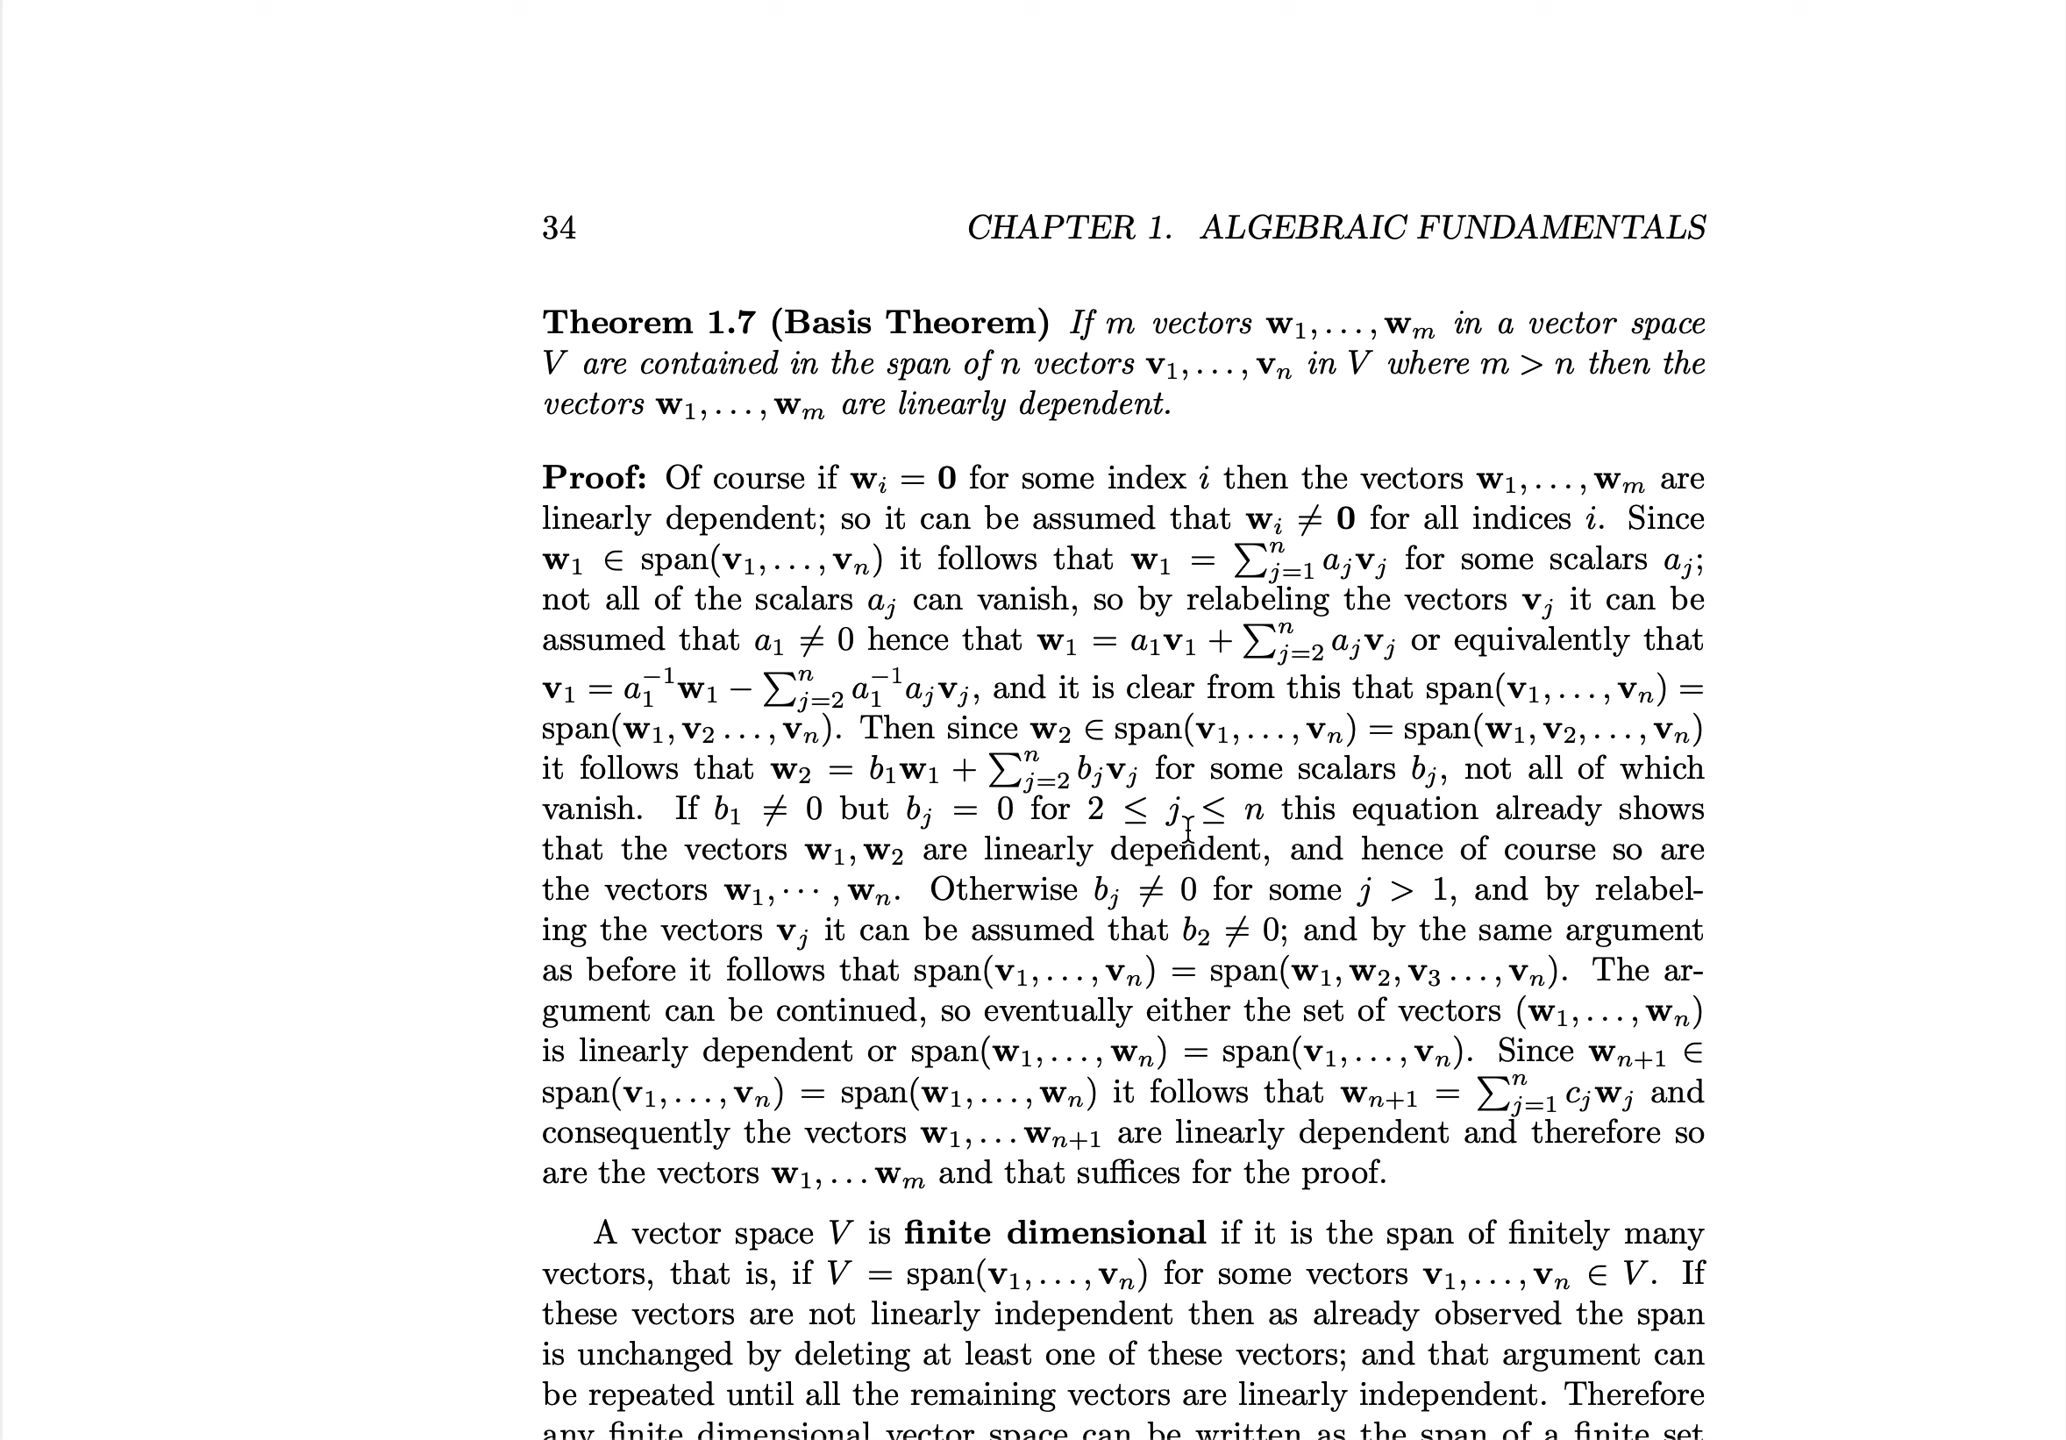 34 CHAPTER 1. ALGEBRAIC FUNDAMENTALS
Theorem 1.7 (Basis Theorem) If m vectors w₁, . . . , wₘ in a vector space
V are contained in the span of n vectors v₁, . . . , vₙ in V where m > n then the
vectors w₁, . . . , wₘ are linearly dependent.
Proof: Of course if wᵢ = 0 for some index i then the vectors w₁, . . . , wₘ are
linearly dependent; so it can be assumed that wᵢ ≠ 0 for all indices i. Since
w₁ ∈ span(v₁, . . . , vₙ) it follows that w₁ = ∑ⁿⱼ₌₁ aⱼvⱼ for some scalars aⱼ;
not all of the scalars aⱼ can vanish, so by relabeling the vectors vⱼ it can be
assumed that a₁ ≠ 0 hence that w₁ = a₁v₁ + ∑ⁿⱼ₌₂ aⱼvⱼ or equivalently that
v₁ = a₁⁻¹w₁ − ∑ⁿⱼ₌₂ a₁⁻¹aⱼvⱼ, and it is clear from this that span(v₁, . . . , vₙ) =
span(w₁, v₂ . . . , vₙ). Then since w₂ ∈ span(v₁, . . . , vₙ) = span(w₁, v₂, . . . , vₙ)
it follows that w₂ = b₁w₁ + ∑ⁿⱼ₌₂ bⱼvⱼ for some scalars bⱼ, not all of which
vanish. If b₁ ≠ 0 but bⱼ = 0 for 2 ≤ j ≤ n this equation already shows
that the vectors w₁, w₂ are linearly dependent, and hence of course so are
the vectors w₁, · · · , wₙ. Otherwise bⱼ ≠ 0 for some j > 1, and by relabel-
ing the vectors vⱼ it can be assumed that b₂ ≠ 0; and by the same argument
as before it follows that span(v₁, . . . , vₙ) = span(w₁, w₂, v₃ . . . , vₙ). The ar-
gument can be continued, so eventually either the set of vectors (w₁, . . . , wₙ)
is linearly dependent or span(w₁, . . . , wₙ) = span(v₁, . . . , vₙ). Since wₙ₊₁ ∈
span(v₁, . . . , vₙ) = span(w₁, . . . , wₙ) it follows that wₙ₊₁ = ∑ⁿⱼ₌₁ cⱼwⱼ and
consequently the vectors w₁, . . . wₙ₊₁ are linearly dependent and therefore so
are the vectors w₁, . . . wₘ and that suffices for the proof.
A vector space V is finite dimensional if it is the span of finitely many
vectors, that is, if V = span(v₁, . . . , vₙ) for some vectors v₁, . . . , vₙ ∈ V. If
these vectors are not linearly independent then as already observed the span
is unchanged by deleting at least one of these vectors; and that argument can
be repeated until all the remaining vectors are linearly independent. Therefore
any finite dimensional vector space can be written as the span of a finite set